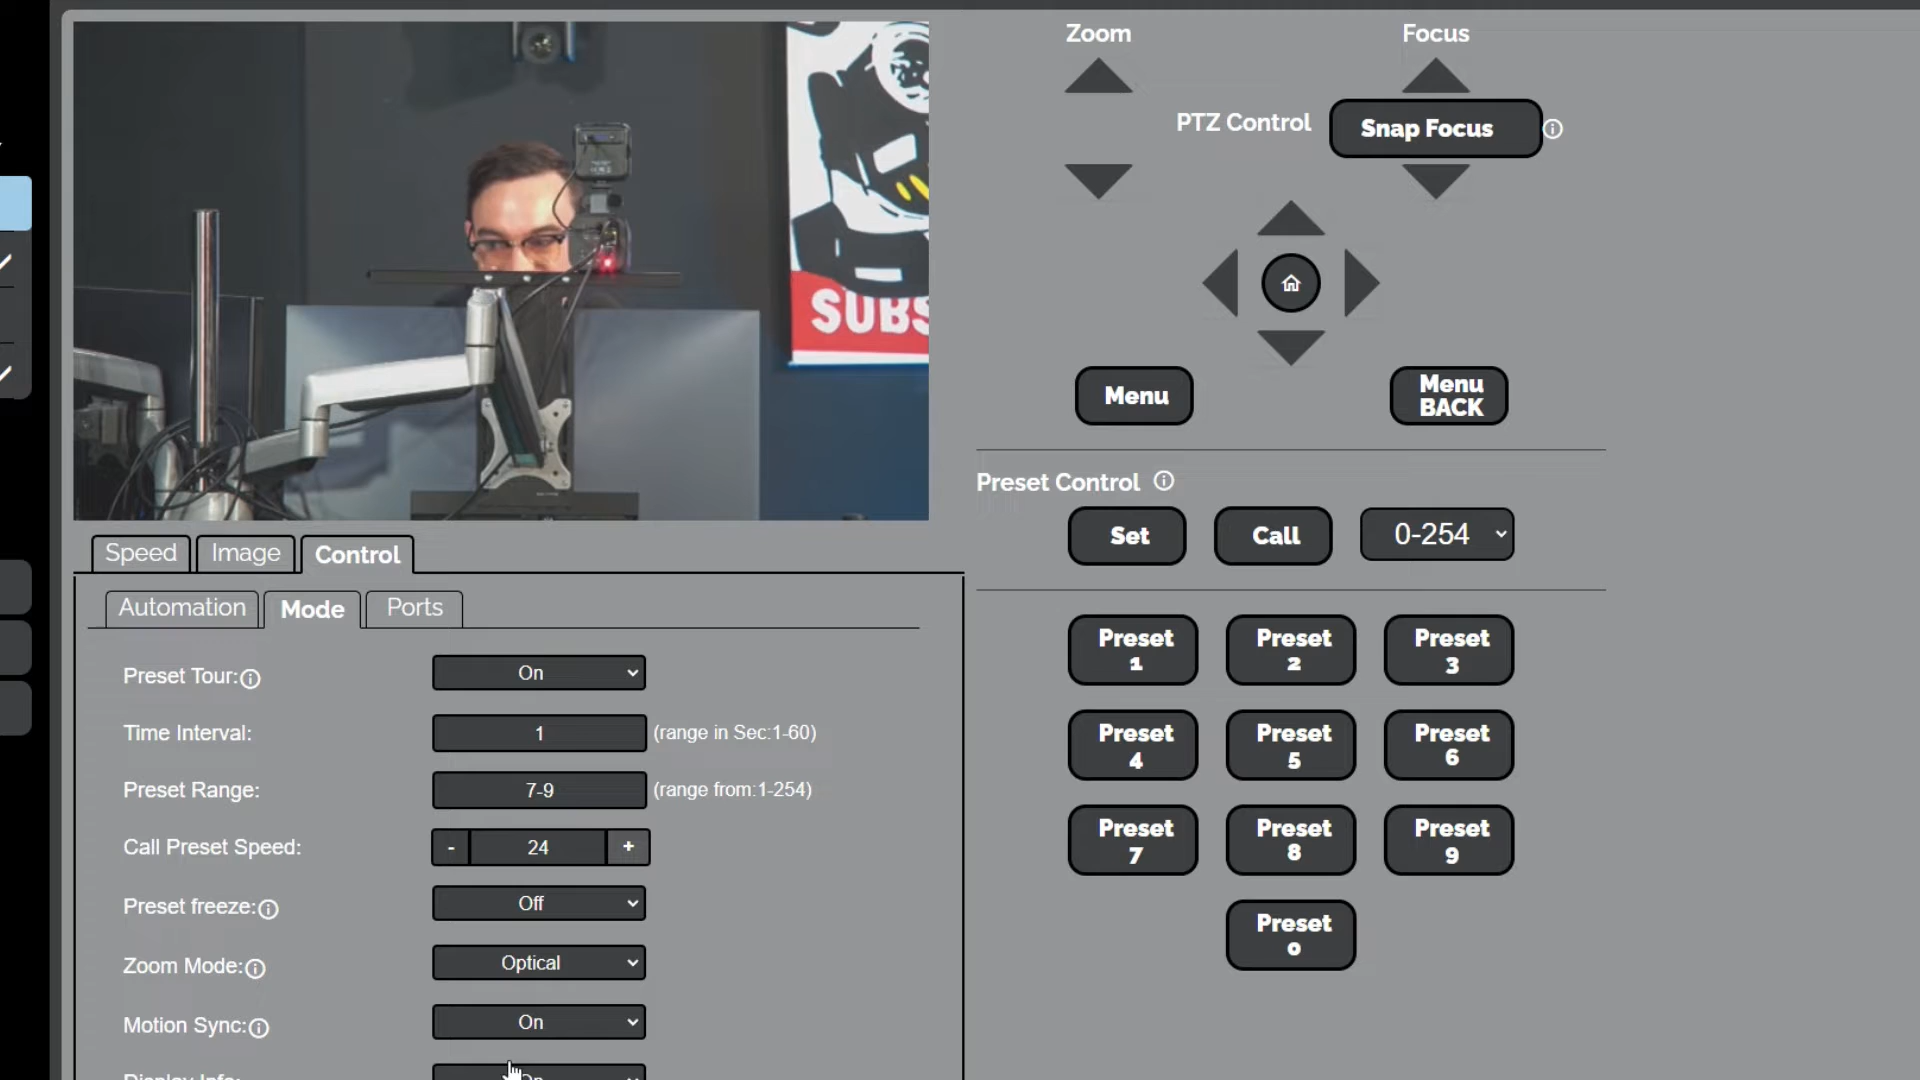 Zoom
Focus
PTZ Control
Snap Focus
SUBS
Menu
Menu
BACK
Preset Control
Set
Call
0-254
Speed
Image
Control
Automation
Mode
Ports
Preset Tour:
On
Time Interval:
1
(range in Sec:1-60)
Preset Range:
7-9
(range from:1-254)
Call Preset Speed:
-
24
+
Preset freeze:
Off
Zoom Mode:
Optical
Motion Sync:
On
Display Info:
On
Preset
1
Preset
2
Preset
3
Preset
4
Preset
5
Preset
6
Preset
7
Preset
8
Preset
9
Preset
0